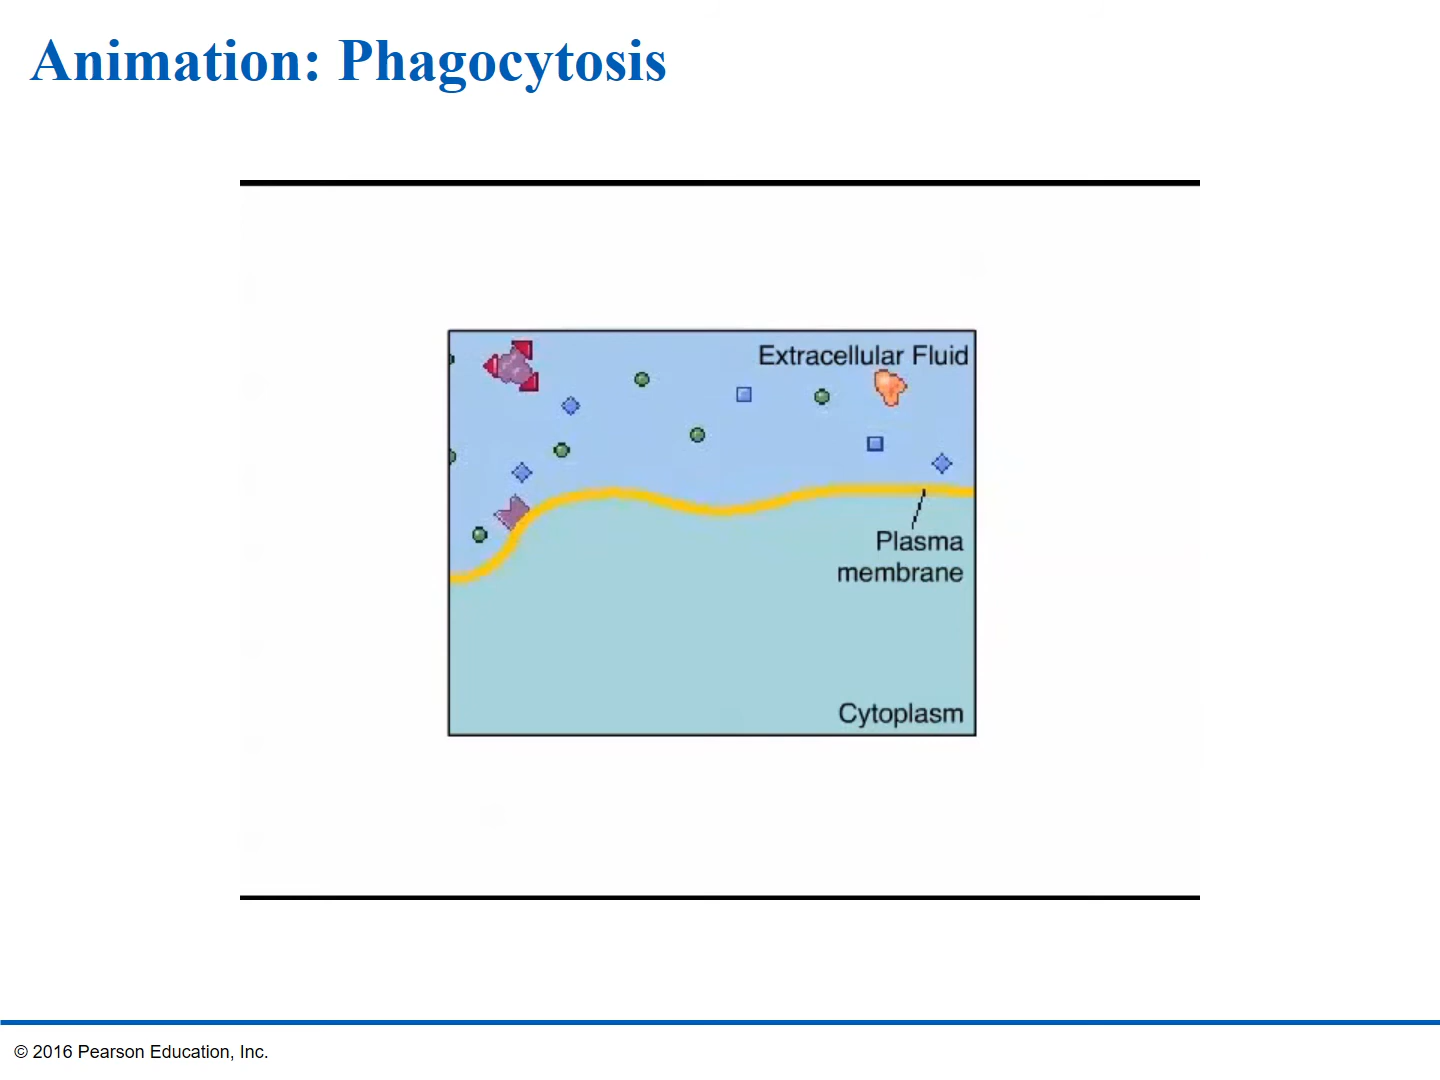 Animation: Phagocytosis
Extracellular Fluid
Plasma
membrane
Cytoplasm
© 2016 Pearson Education, Inc.